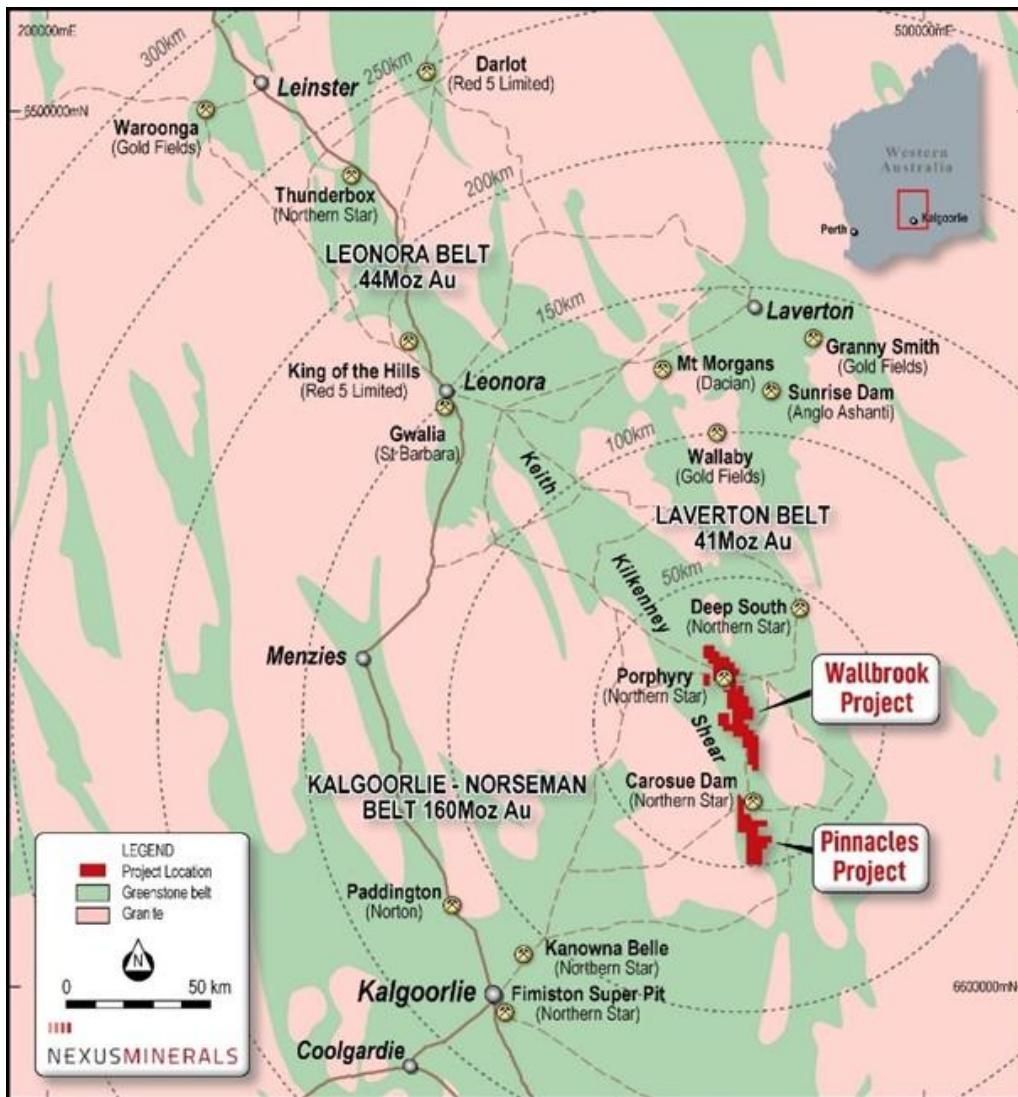 200000mE
500000mE
300km
250km
Darlot
(Red 5 Limited)
Leinster
6500000mN
Waroonga
(Gold Fields)
200km
Thunderbox
(Northern Star)
Western
Australia
Kalgoorlie
Perth
LEONORA BELT
44Moz Au
150km
Laverton
Granny Smith
(Gold Fields)
King of the Hills
(Red 5 Limited)
Leonora
Mt Morgans
(Dacian)
Sunrise Dam
(Anglo Ashanti)
Gwalia
(St Barbara)
100km
Wallaby
(Gold Fields)
Keith
LAVERTON BELT
41Moz Au
50km
Kilkenney
Deep South
(Northern Star)
Menzies
Porphyry
(Northern Star)
Wallbrook
Project
Shear
KALGOORLIE - NORSEMAN
BELT 160Moz Au
Carosue Dam
(Northern Star)
Pinnacles
Project
LEGEND
Project Location
Greenstone belt
Granite
N
0 50 km
NEXUSMINERALS
Paddington
(Norton)
Kanowna Belle
(Northern Star)
Kalgoorlie
Fimiston Super-Pit
(Northern Star)
6600000mN
Coolgardie